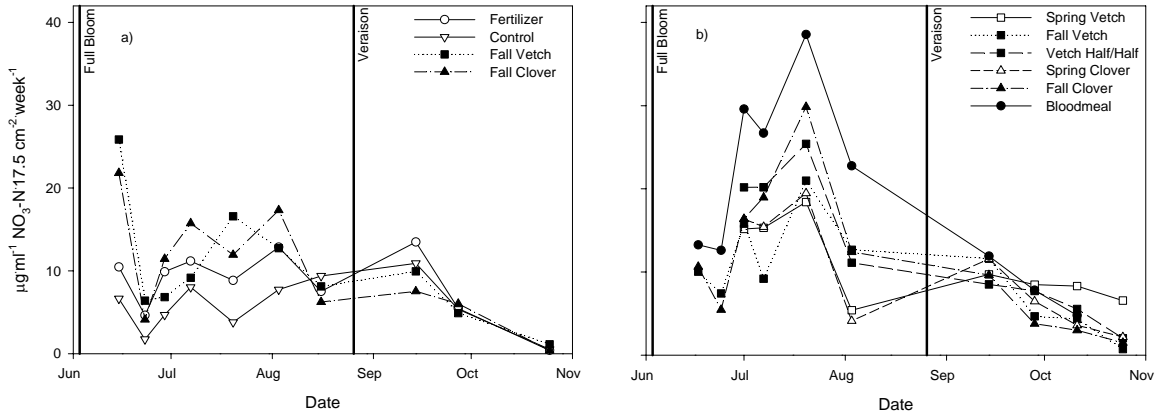 µg·ml-1 NO3-N·17.5 cm-2·week-1
40
30
20
10
0
Full Bloom
a)
Veraison
Fertilizer
Control
Fall Vetch
Fall Clover
Jun Jul Aug Sep Oct Nov
Date
Full Bloom
b)
Veraison
Spring Vetch
Fall Vetch
Vetch Half/Half
Spring Clover
Fall Clover
Bloodmeal
Jun Jul Aug Sep Oct Nov
Date